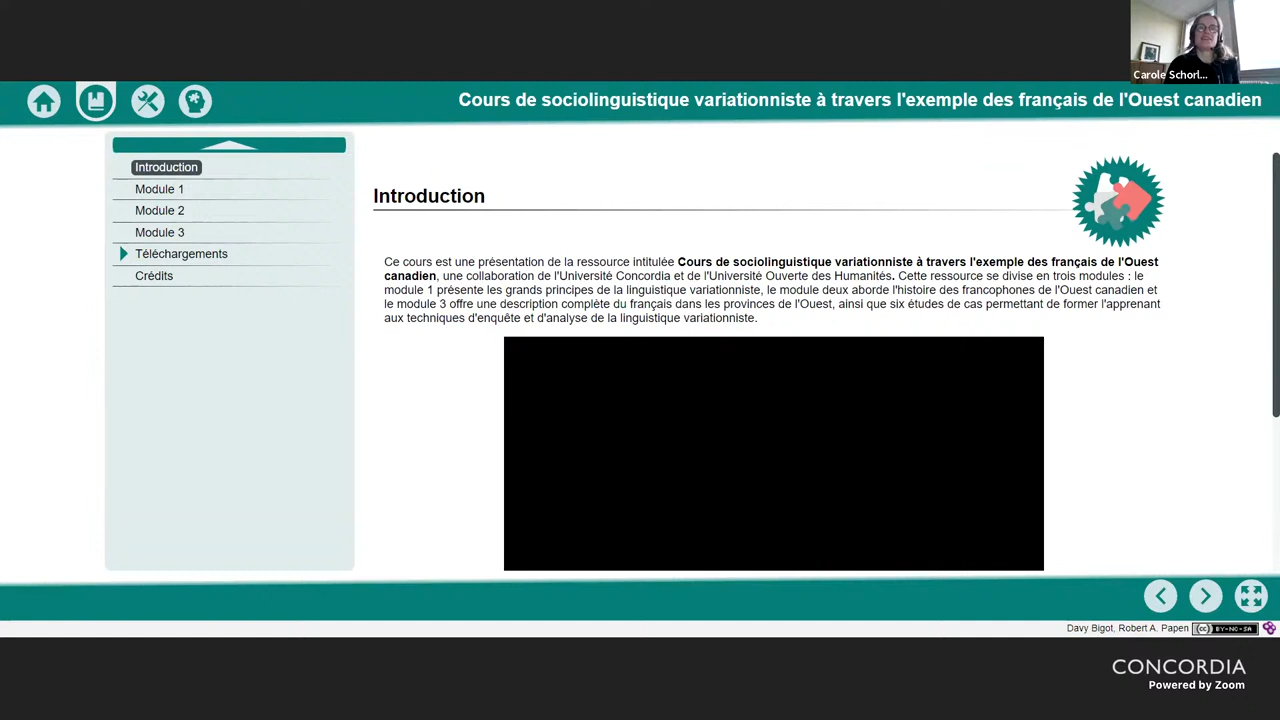 Carole Schorl...
Cours de sociolinguistique variationniste à travers l'exemple des français de l'Ouest canadien
Introduction
Module 1
Module 2
Module 3
Téléchargements
Crédits
Introduction
Ce cours est une présentation de la ressource intitulée Cours de sociolinguistique variationniste à travers l'exemple des français de l'Ouest
canadien, une collaboration de l'Université Concordia et de l'Université Ouverte des Humanités. Cette ressource se divise en trois modules : le
module 1 présente les grands principes de la linguistique variationniste, le module deux aborde l'histoire des francophones de l'Ouest canadien et
le module 3 offre une description complète du français dans les provinces de l'Ouest, ainsi que six études de cas permettant de former l'apprenant
aux techniques d'enquête et d'analyse de la linguistique variationniste.
Davy Bigot, Robert A. Papen
cc BY-NC-SA
CONCORDIA
Powered by Zoom